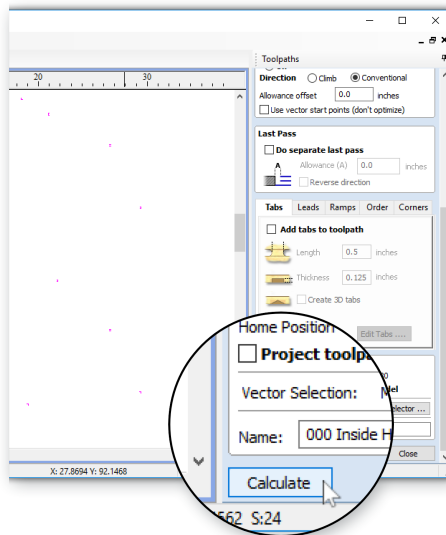 Toolpaths
20
30
Direction Climb Conventional
Allowance offset 0.0 inches
Use vector start points (don't optimize)
Last Pass
Do separate last pass
A
Allowance (A) 0.0 inches
Reverse direction
Tabs Leads Ramps Order Corners
Add tabs to toolpath
Length 0.5 inches
Thickness 0.125 inches
Create 3D tabs
Edit Tabs ....
Home Position
Project toolp
Vector Selection:
Name: 000 Inside H
Close
Calculate
X: 27.8694 Y: 92.1468
S:24